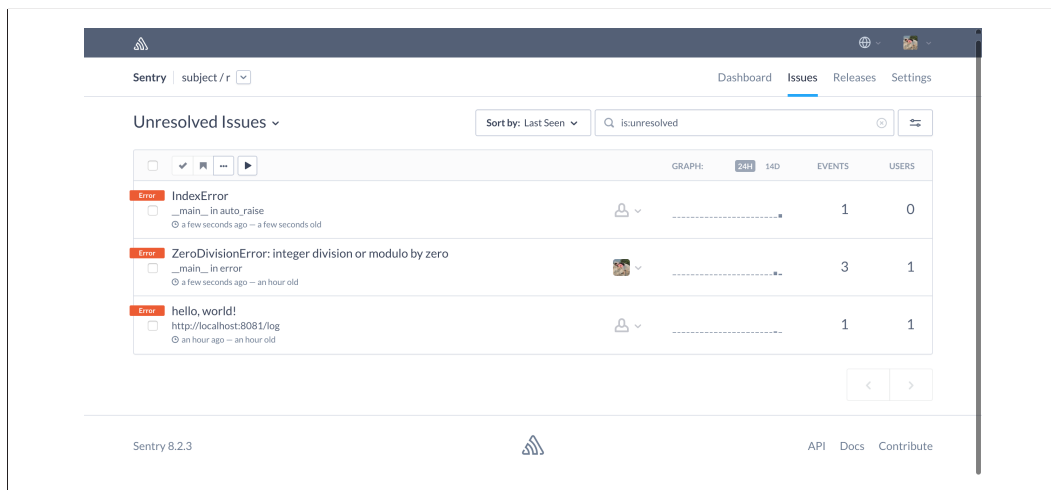 Sentry subject / r
Dashboard Issues Releases Settings
Unresolved Issues
Sort by: Last Seen
is:unresolved
GRAPH: 24H 14D EVENTS USERS
Error IndexError
__main__ in auto_raise
a few seconds ago — a few seconds old
1 0
Error ZeroDivisionError: integer division or modulo by zero
__main__ in error
a few seconds ago — an hour old
3 1
Error hello, world!
http://localhost:8081/log
an hour ago — an hour old
1 1
Sentry 8.2.3
API Docs Contribute